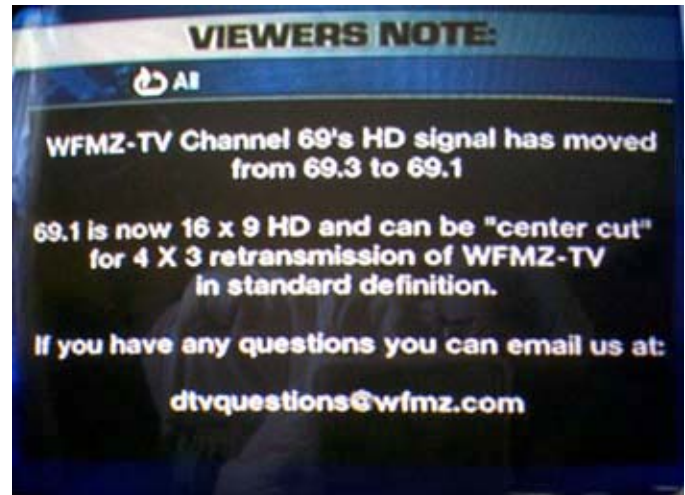 VIEWERS NOTE:
All
WFMZ-TV Channel 69's HD signal has moved
from 69.3 to 69.1
69.1 is now 16 x 9 HD and can be "center cut"
for 4 X 3 retransmission of WFMZ-TV
in standard definition.
If you have any questions you can email us at:
dtvquestions@wfmz.com